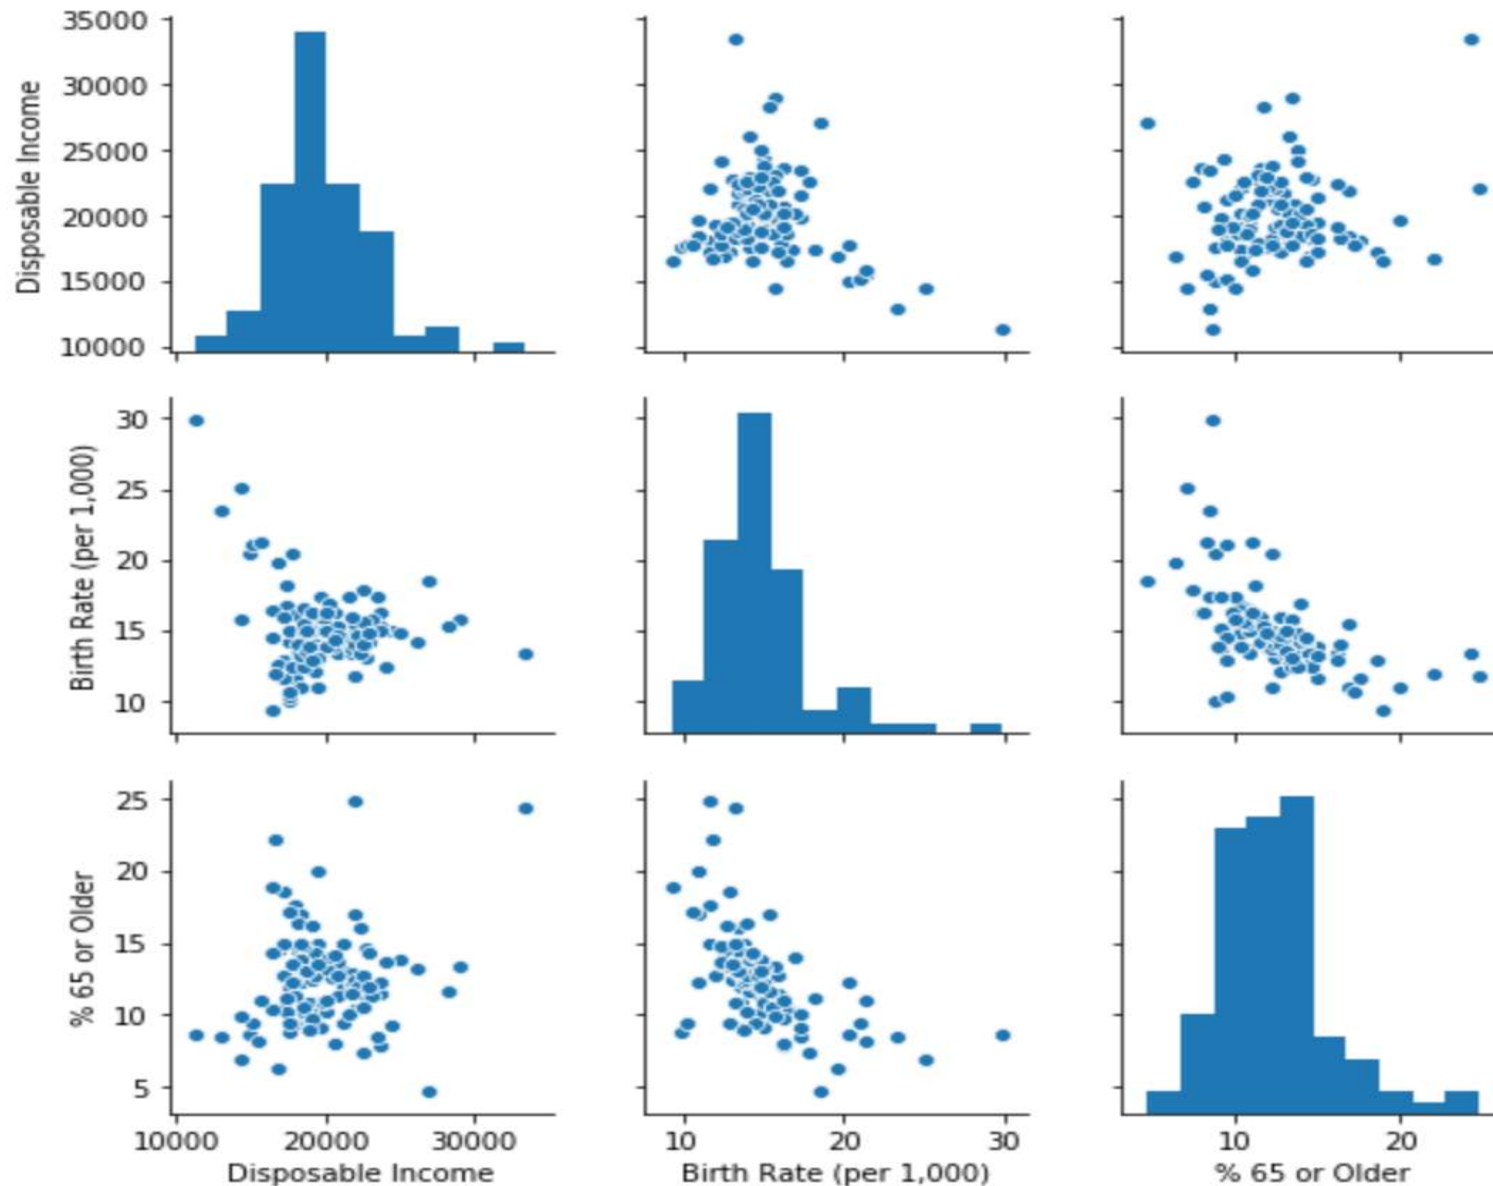 35000
30000
25000
20000
15000
10000
Disposable Income
30
25
20
15
10
Birth Rate (per 1,000)
25
20
15
10
5
% 65 or Older
10000 20000 30000
Disposable Income
10 20 30
Birth Rate (per 1,000)
10 20
% 65 or Older